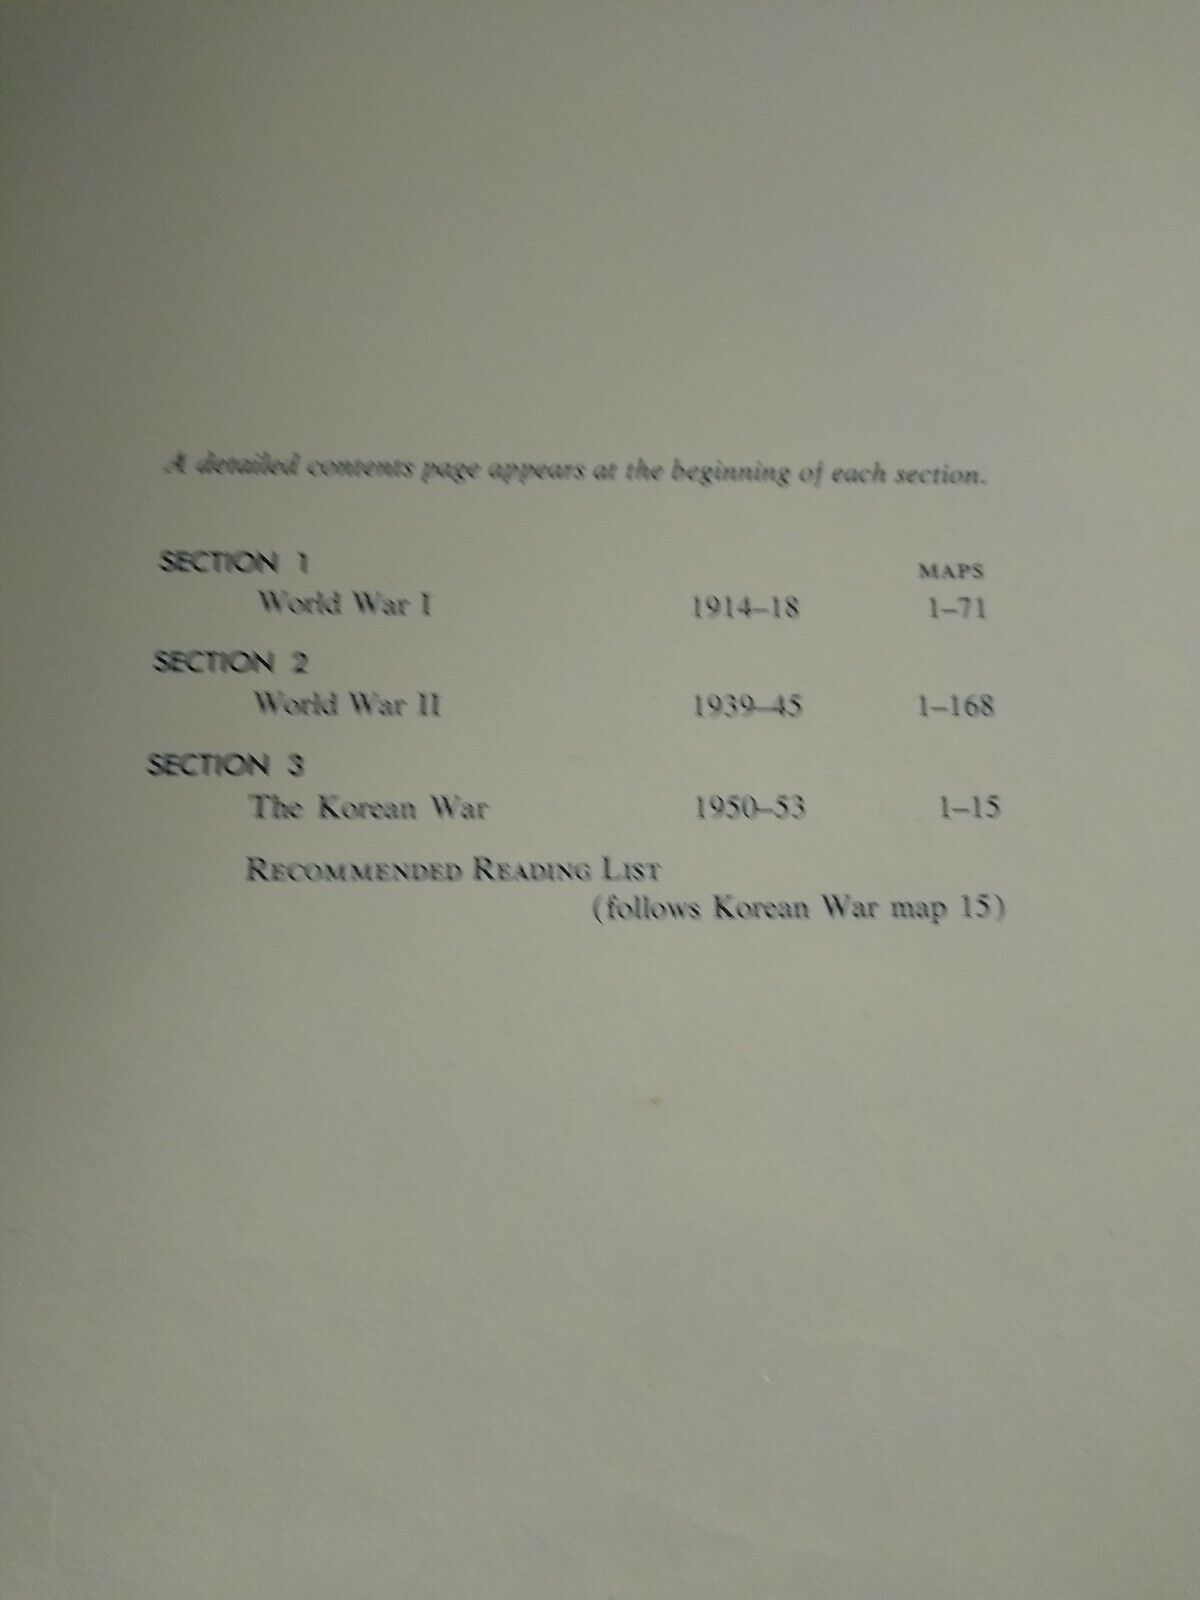 A detailed contents page appears at the beginning of each section.
SECTION 1
MAPS
World War I 1914–18 1–71
SECTION 2
World War II 1939–45 1–168
SECTION 3
The Korean War 1950–53 1–15
RECOMMENDED READING LIST
(follows Korean War map 15)